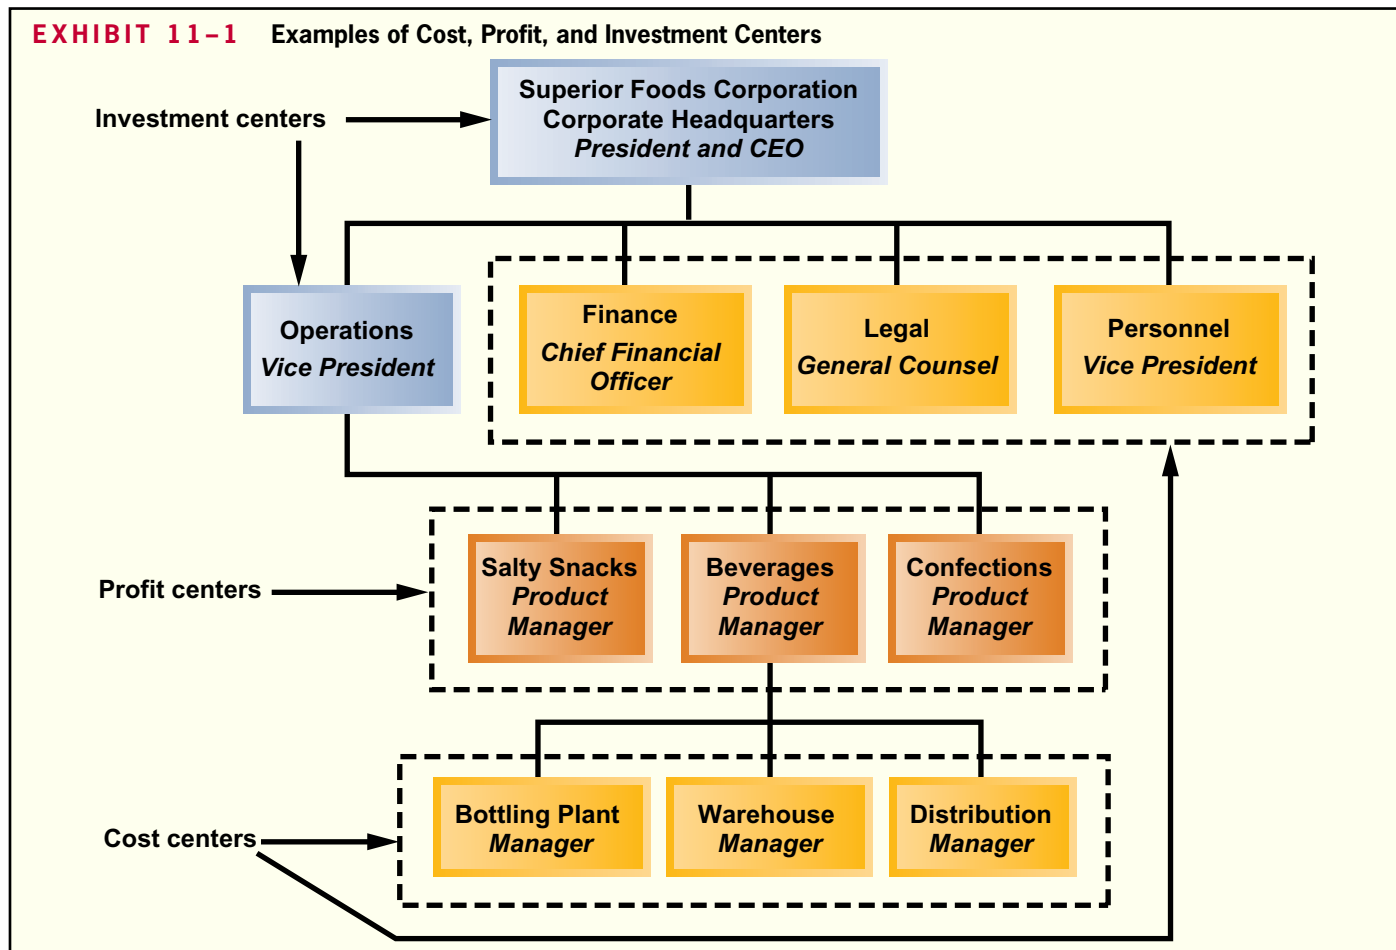 EXHIBIT 11–1 Examples of Cost, Profit, and Investment Centers
Superior Foods Corporation
Corporate Headquarters
President and CEO
Investment centers
Operations
Vice President
Finance
Chief Financial
Officer
Legal
General Counsel
Personnel
Vice President
Profit centers
Salty Snacks
Product
Manager
Beverages
Product
Manager
Confections
Product
Manager
Cost centers
Bottling Plant
Manager
Warehouse
Manager
Distribution
Manager